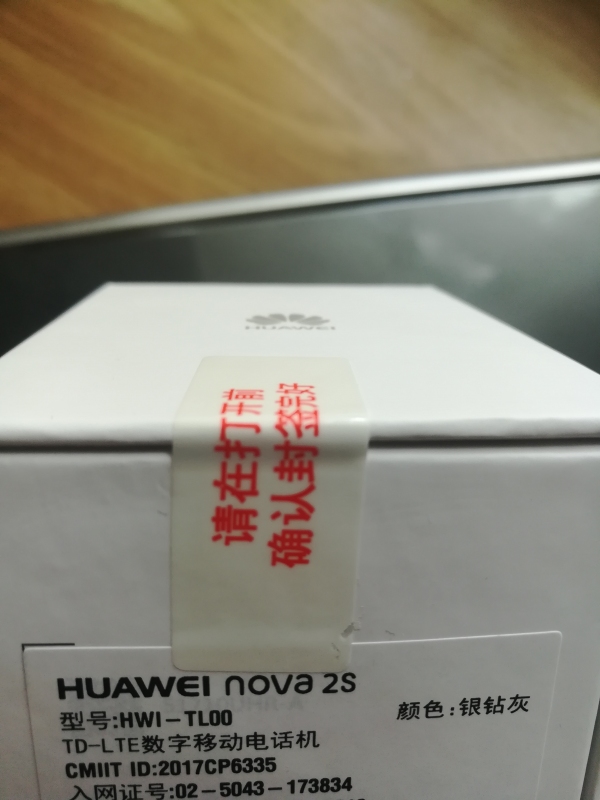 HUAWEI
请在打开前
确认封签完好
HUAWEI nova 2S
型号:HWI-TL00
颜色:银钻灰
TD-LTE数字移动电话机
CMIIT ID:2017CP6335
入网证号:02-5043-173834